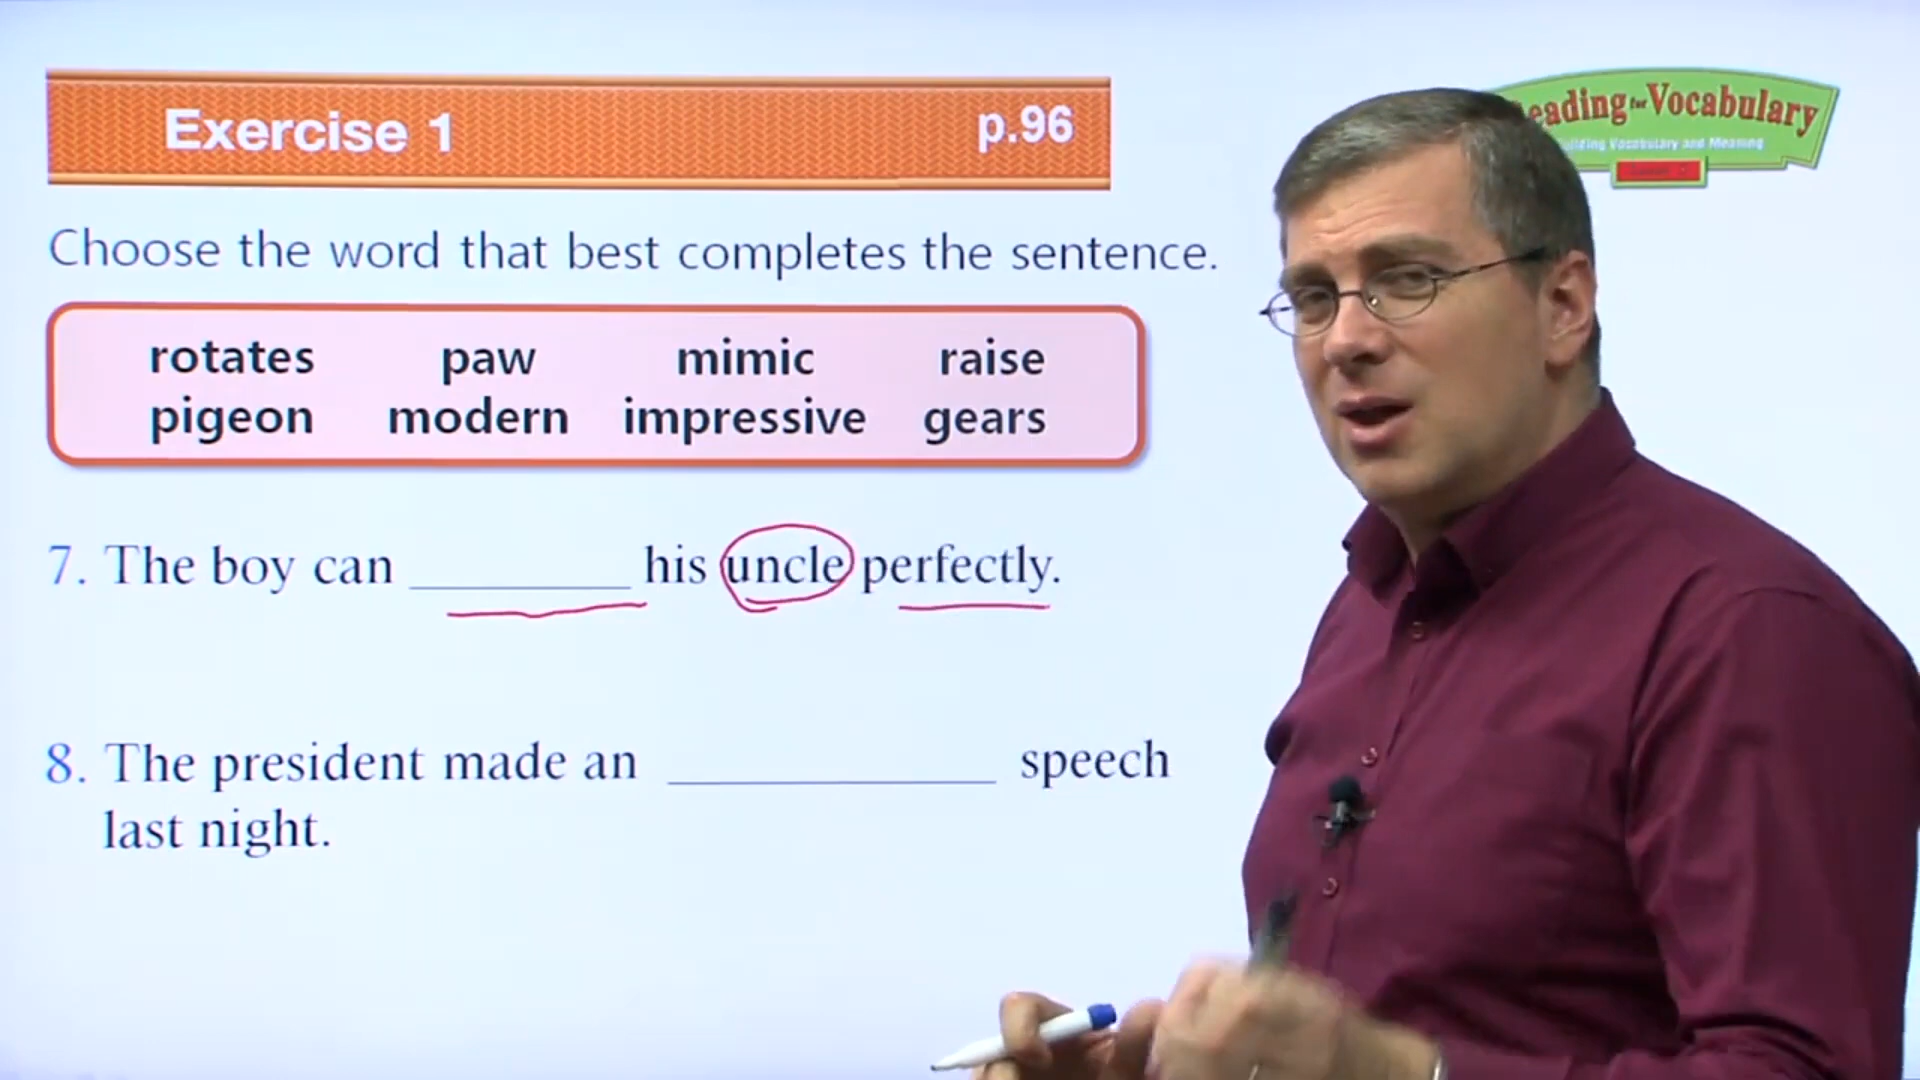 Exercise 1 p.96
Vocabulary
Choose the word that best completes the sentence.
rotates paw mimic raise
pigeon modern impressive gears
7. The boy can ________ his uncle perfectly.
8. The president made an ____________ speech
last night.